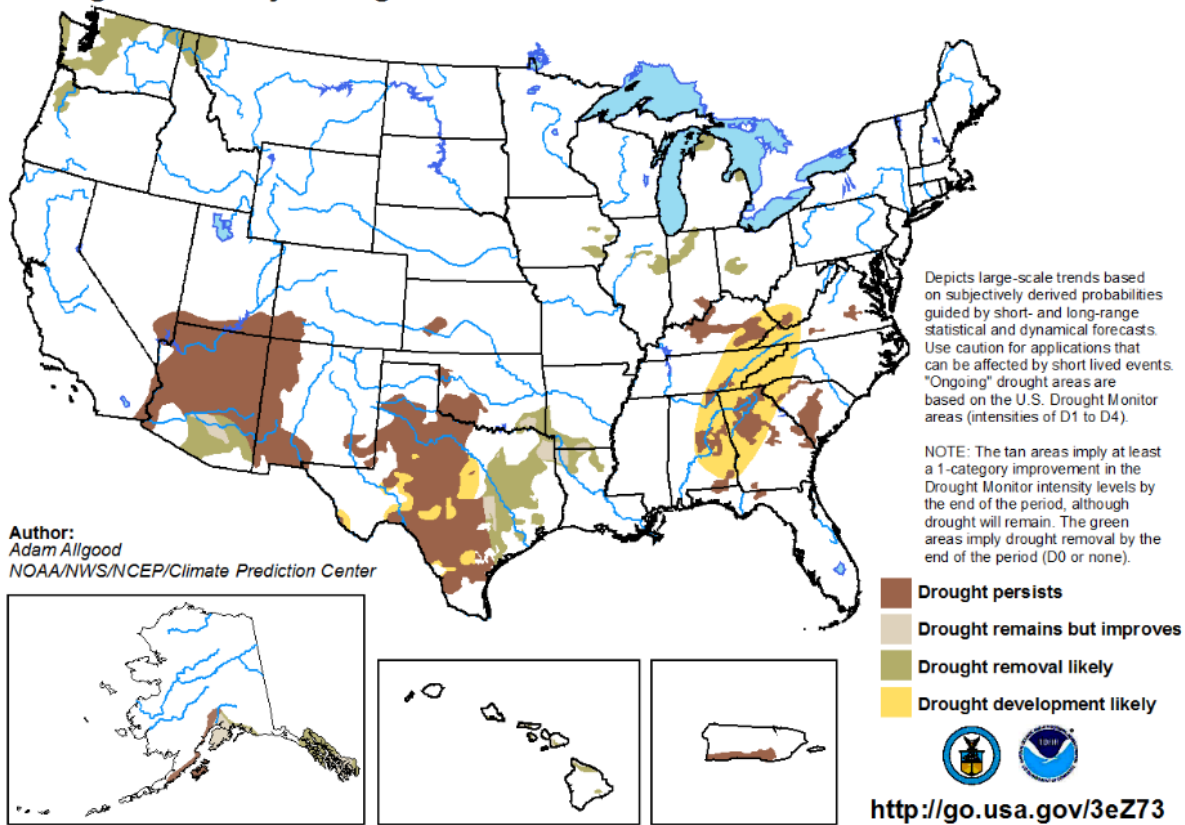 Depicts large-scale trends based
on subjectively derived probabilities
guided by short- and long-range
statistical and dynamical forecasts.
Use caution for applications that
can be affected by short lived events.
"Ongoing" drought areas are
based on the U.S. Drought Monitor
areas (intensities of D1 to D4).
NOTE: The tan areas imply at least
a 1-category improvement in the
Drought Monitor intensity levels by
the end of the period, although
drought will remain. The green
areas imply drought removal by the
end of the period (D0 or none).
Author:
Adam Allgood
NOAA/NWS/NCEP/Climate Prediction Center
Drought persists
Drought remains but improves
Drought removal likely
Drought development likely
http://go.usa.gov/3eZ73